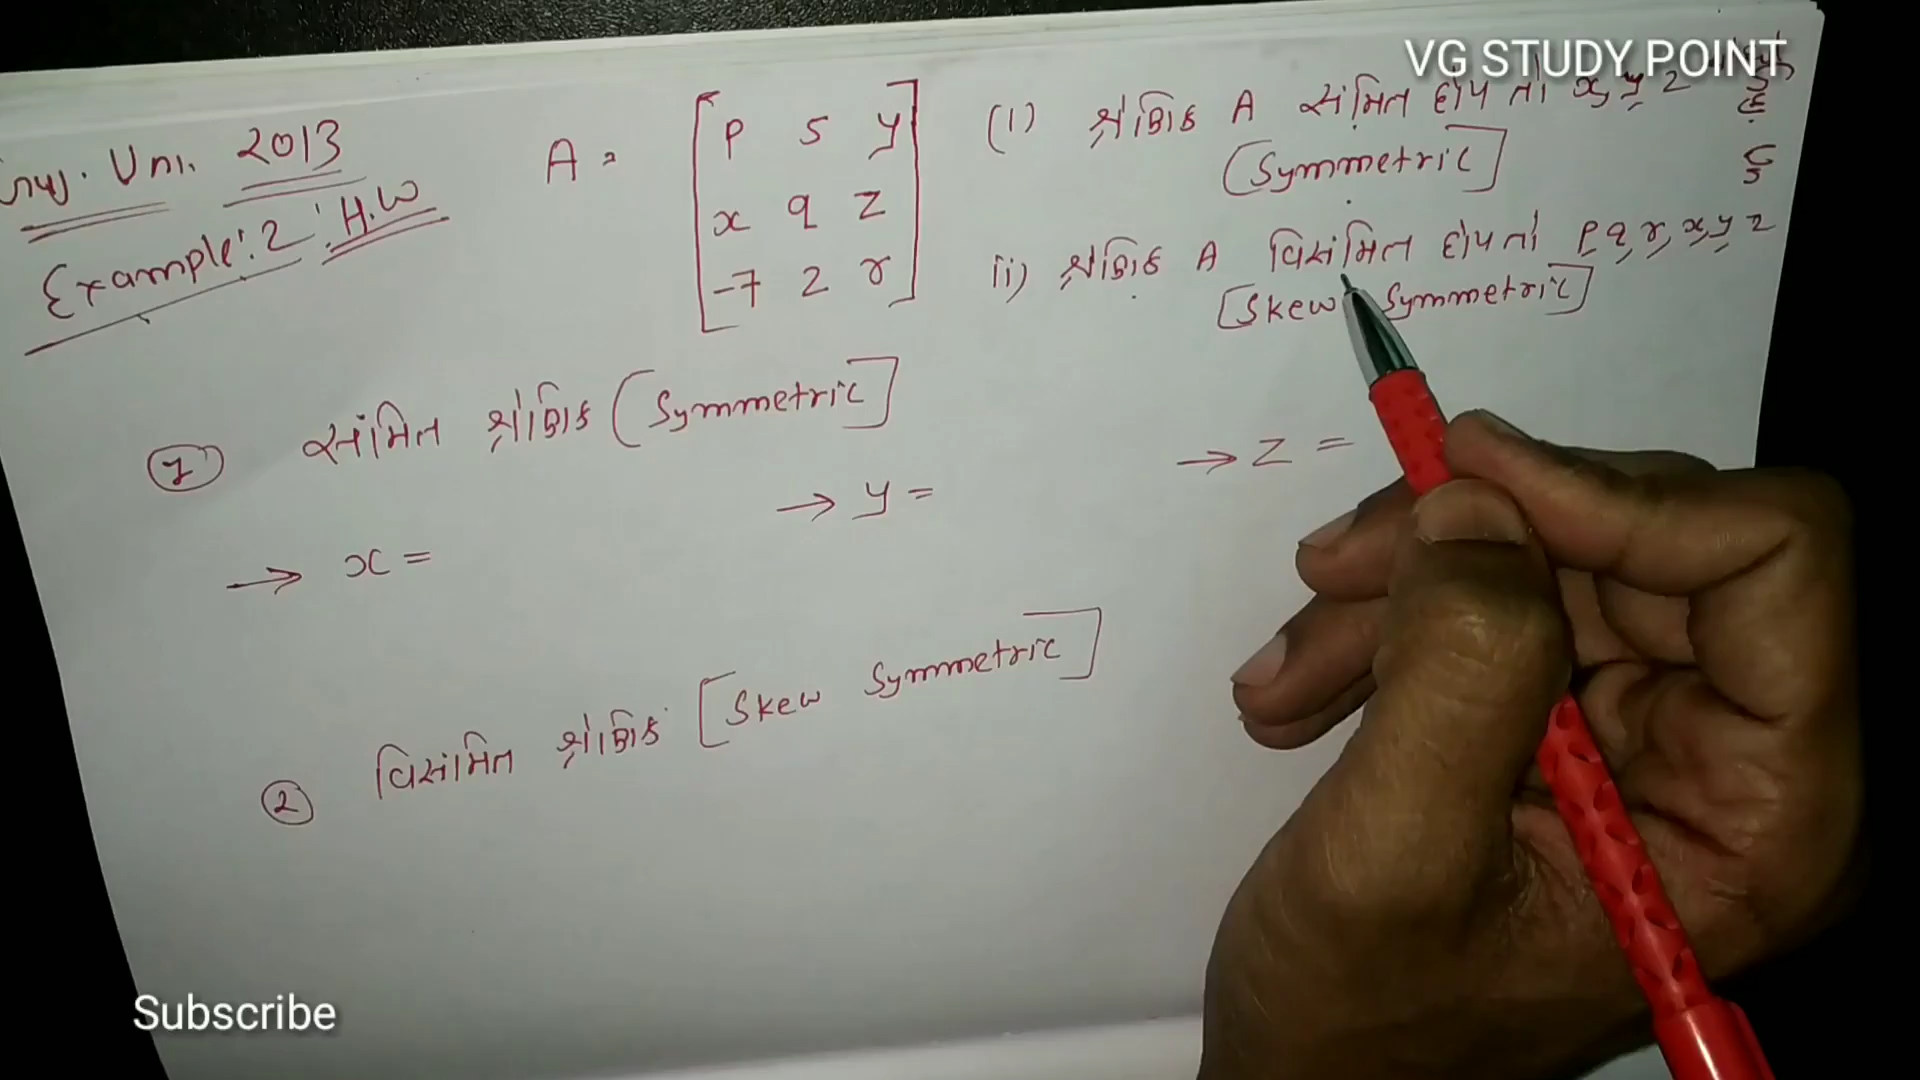 VG STUDY POINT
Uni. 2013
Example: 2 H.W
A =
p 5 y
x q z
-7 2 r
(i) શ્રેણિક A સંમિત હોય તો x, y, z
[Symmetric]
ii) શ્રેણિક A વિસંમિત હોય તો p, q, r, x, y, z
[Skew Symmetric]
1 સંમિત શ્રેણિક [Symmetric]
→ x =
→ y =
→ z =
2 વિસંમિત શ્રેણિક [Skew Symmetric]
Subscribe